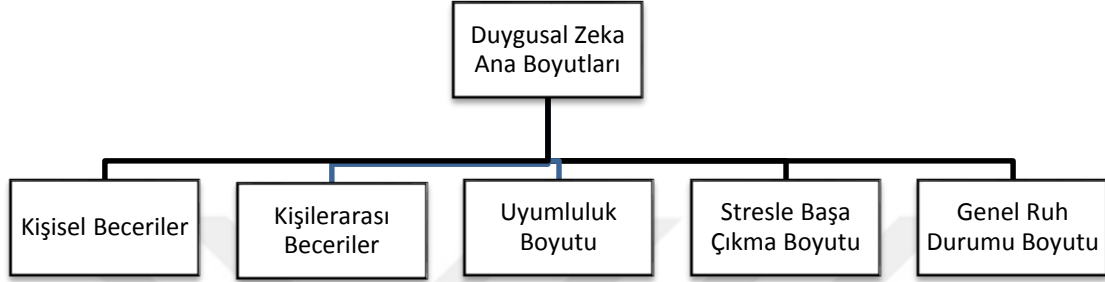 Duygusal Zeka
Ana Boyutları
Kişisel Beceriler
Kişilerarası
Beceriler
Uyumluluk
Boyutu
Stresle Başa
Çıkma Boyutu
Genel Ruh
Durumu Boyutu